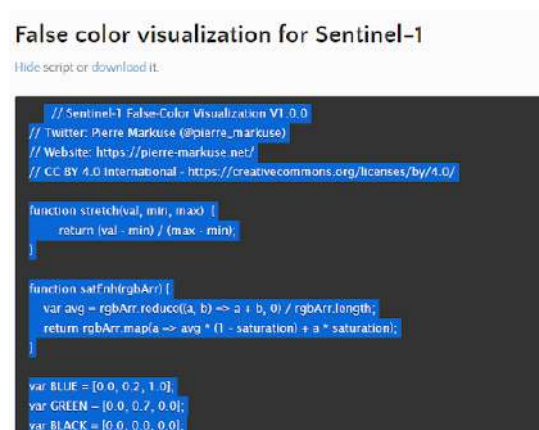 False color visualization for Sentinel-1
Hide script or download it.
// Sentinel-1 False-Color Visualization V1.0.0
// Twitter: Pierre Markuse (@pierre_markuse)
// Website: https://pierre-markuse.net/
// CC BY 4.0 International - https://creativecommons.org/licenses/by/4.0/
function stretch(val, min, max) {
return (val - min) / (max - min);
}
function satEnh(rgbArr) {
var avg = rgbArr.reduce((a, b) => a + b, 0) / rgbArr.length;
return rgbArr.map(a => avg * (1 - saturation) + a * saturation);
}
var BLUE = [0.0, 0.2, 1.0];
var GREEN = [0.0, 0.7, 0.0];
var BLACK = [0.0, 0.0, 0.0];